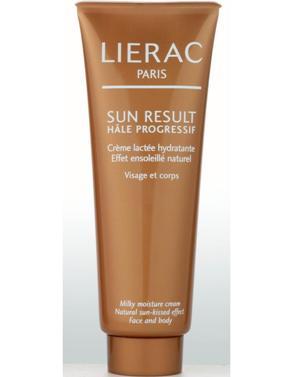 LIERAC
PARIS
SUN RESULT
HÂLE PROGRESSIF
Crème lactée hydratante
Effet ensoleillé naturel
Visage et corps
Milky moisture cream
Natural sun-kissed effect
Face and body